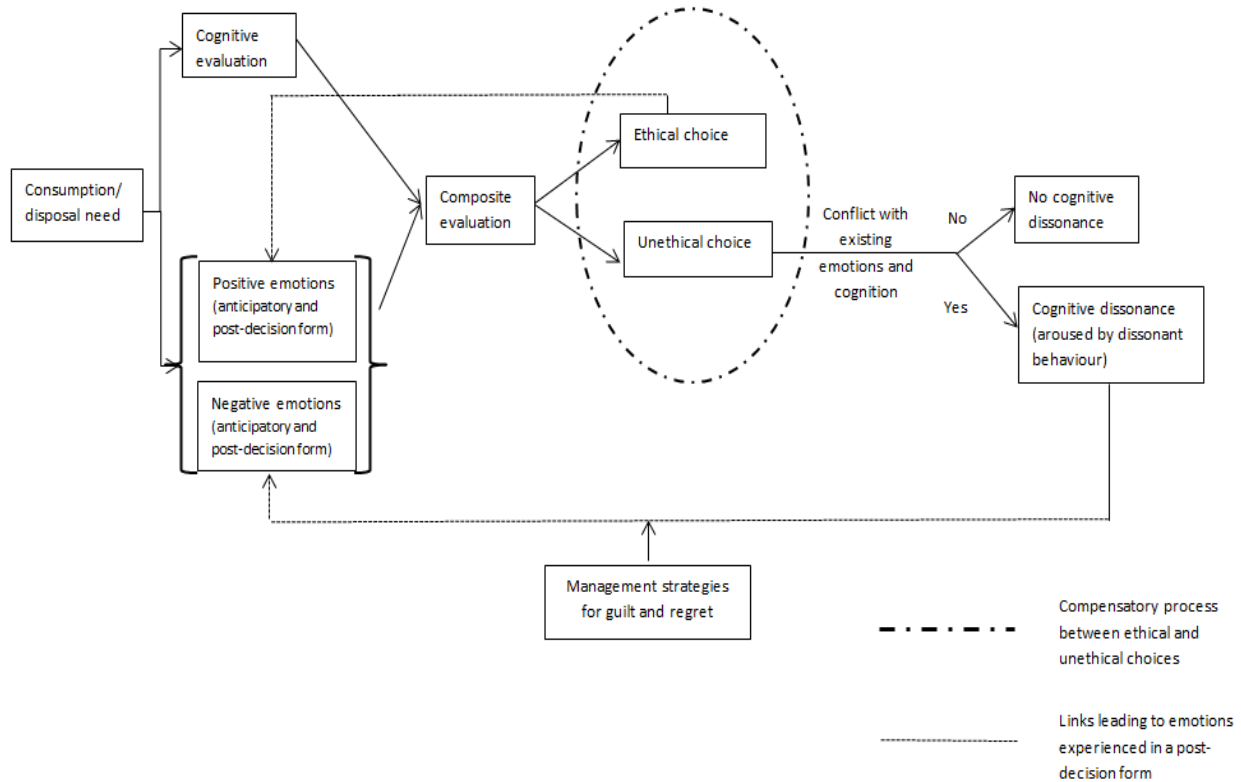 Cognitive
evaluation
Ethical choice
Consumption/
disposal need
Composite
evaluation
Unethical choice
Conflict with
existing
emotions and
cognition
No
Yes
No cognitive
dissonance
Positive emotions
(anticipatory and
post-decision form)
Cognitive dissonance
(aroused by dissonant
behaviour)
Negative emotions
(anticipatory and
post-decision form)
Management strategies
for guilt and regret
Compensatory process
between ethical and
unethical choices
Links leading to emotions
experienced in a post-
decision form